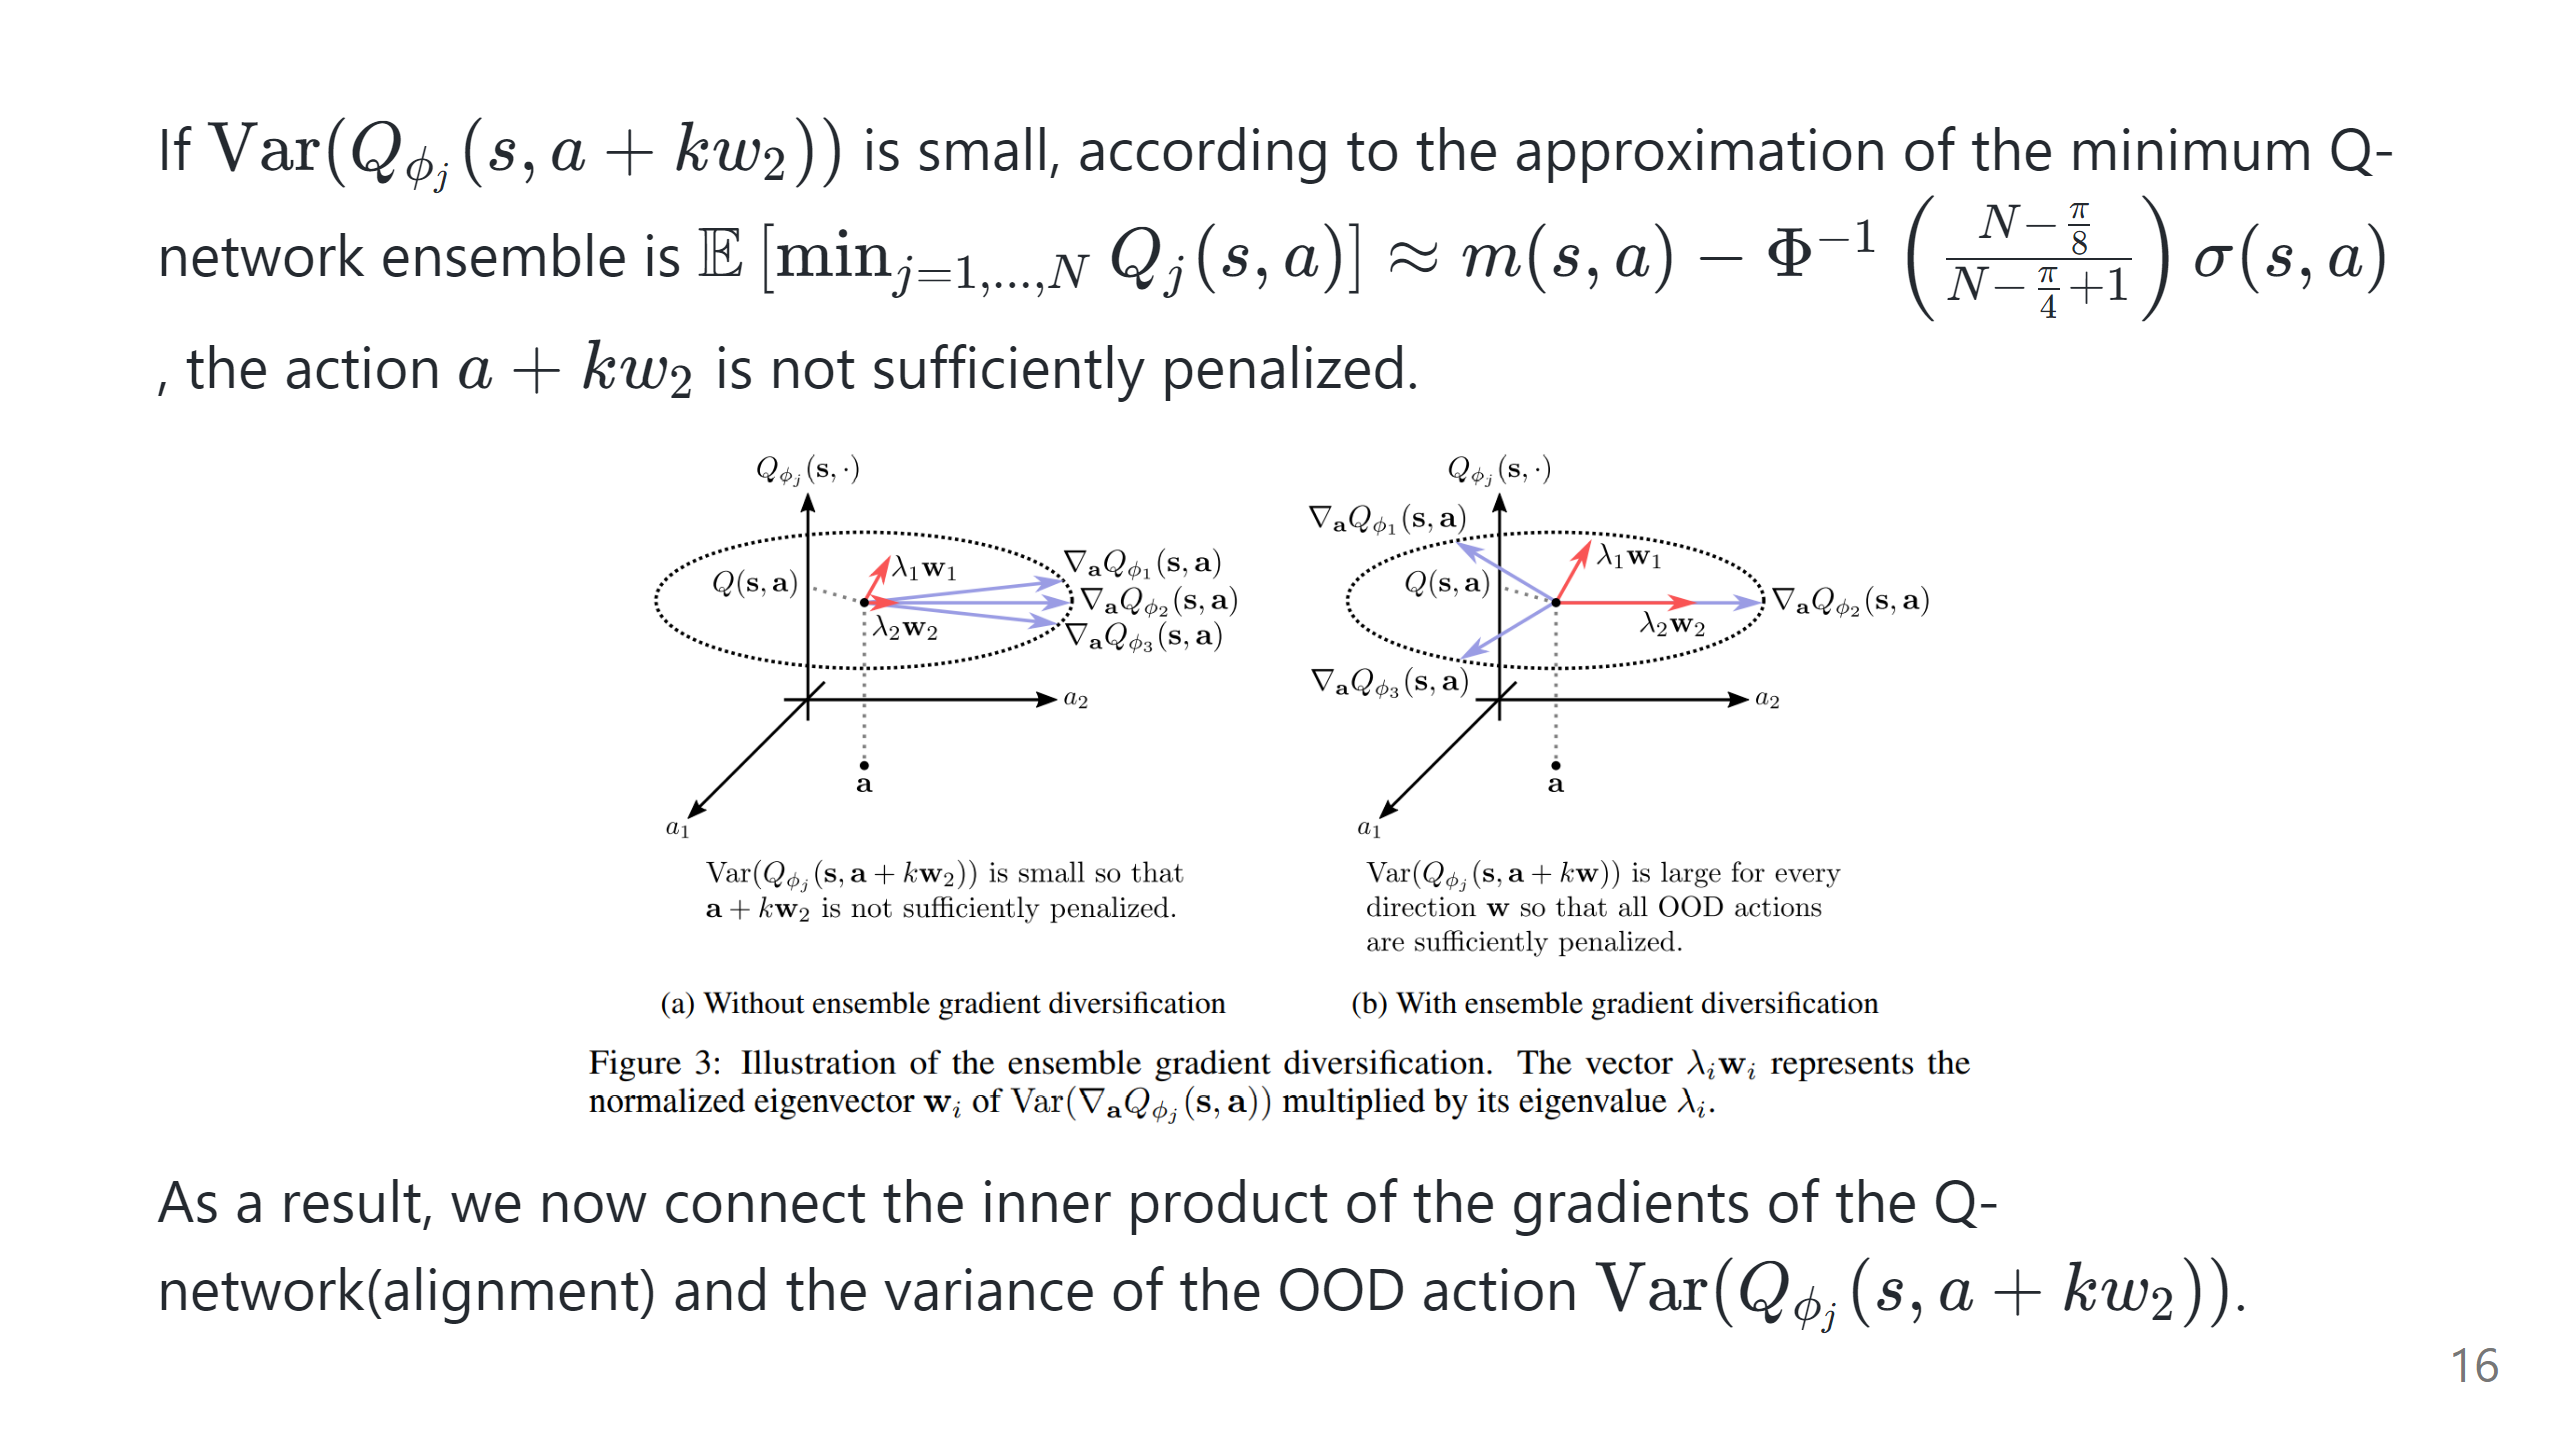 If Var(Q_{ϕ_j}(s, a + kw_2)) is small, according to the approximation of the minimum Q-
network ensemble is 𝔼 [min_{j=1,...,N} Q_j(s, a)] ≈ m(s, a) − Φ^{−1} ( (N − π/8) / (N − π/4 + 1) ) σ(s, a)
, the action a + kw_2 is not sufficiently penalized.
Q_{ϕ_j}(s, ·)
Q(s, a)
λ_1w_1
λ_2w_2
∇_aQ_{ϕ_1}(s, a)
∇_aQ_{ϕ_2}(s, a)
∇_aQ_{ϕ_3}(s, a)
a_2
a
a_1
Var(Q_{ϕ_j}(s, a + kw_2)) is small so that
a + kw_2 is not sufficiently penalized.
(a) Without ensemble gradient diversification
Q_{ϕ_j}(s, ·)
∇_aQ_{ϕ_1}(s, a)
Q(s, a)
λ_1w_1
∇_aQ_{ϕ_2}(s, a)
λ_2w_2
∇_aQ_{ϕ_3}(s, a)
a_2
a
a_1
Var(Q_{ϕ_j}(s, a + kw)) is large for every
direction w so that all OOD actions
are sufficiently penalized.
(b) With ensemble gradient diversification
Figure 3: Illustration of the ensemble gradient diversification. The vector λ_iw_i represents the
normalized eigenvector w_i of Var(∇_aQ_{ϕ_j}(s, a)) multiplied by its eigenvalue λ_i.
As a result, we now connect the inner product of the gradients of the Q-
network(alignment) and the variance of the OOD action Var(Q_{ϕ_j}(s, a + kw_2)).
16